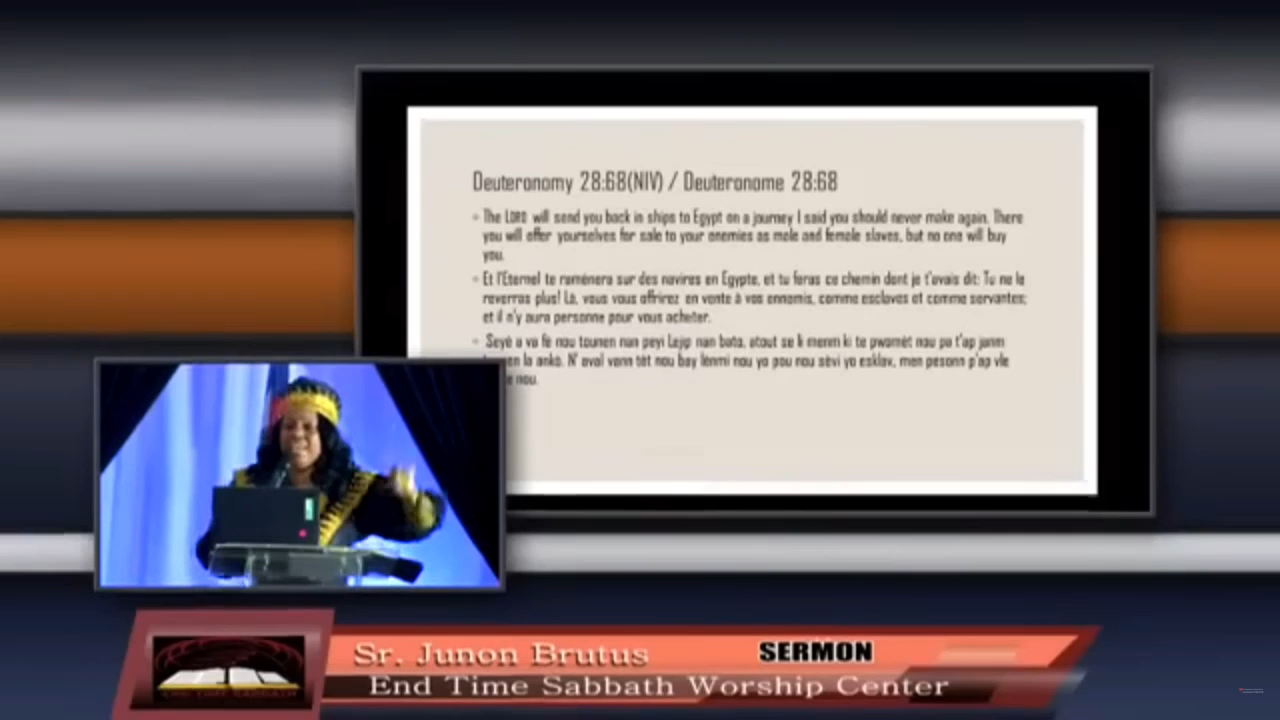 Deuteronomy 28:68(NIV) / Deuteronome 28:68
The LORD will send you back in ships to Egypt on a journey I said you should never make again. There
you will offer yourselves for sale to your enemies as male and female slaves, but no one will buy
you.
Et l'Eternel te ramènera sur des navires en Égypte, et tu feras ce chemin dont je t'avais dit: Tu ne le
reverras plus! Là, vous vous offrirez en vente à vos ennemis, comme esclaves et comme servantes;
et il n'y aura personne pour vous acheter.
Seyè a va fè nou tounen nan peyi Lejip nan bato, atout se li menm ki te pwomèt nou pa t'ap janm
la ankò. N' aval vann tèt nou bay lènmi nou yo pou nou sèvi yo esklav, men pesonn p'ap vle
nou.
Sr. Junon Brutus
SERMON
End Time Sabbath Worship Center